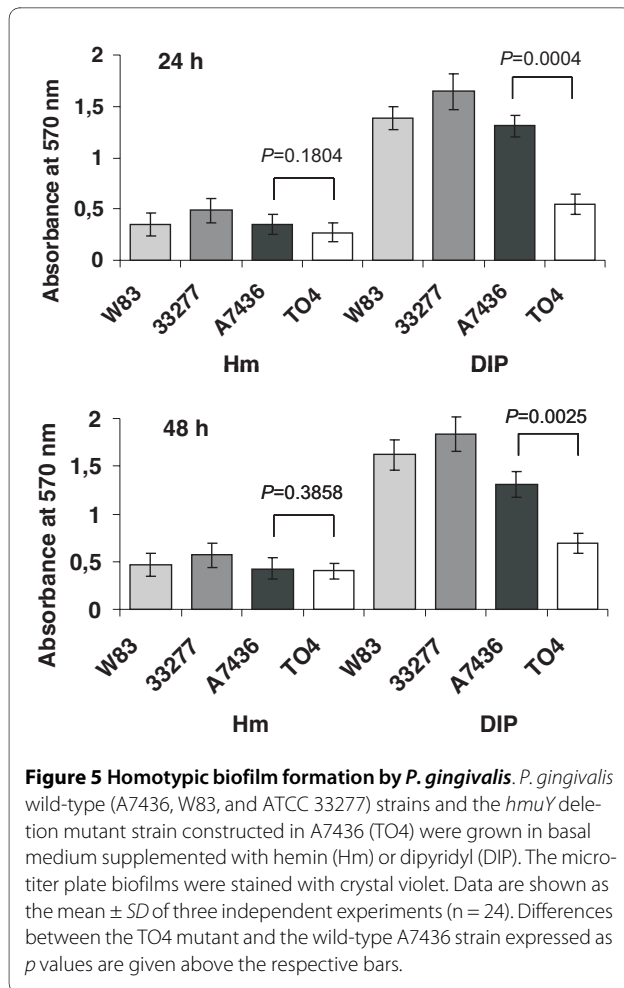 2
24 h
P=0.0004
1,5
P=0.1804
1
0,5
0
Absorbance at 570 nm
W83
33277
A7436
TO4
W83
33277
A7436
TO4
Hm
DIP
2
48 h
P=0.0025
1,5
P=0.3858
1
0,5
0
Absorbance at 570 nm
W83
33277
A7436
TO4
W83
33277
A7436
TO4
Hm
DIP
Figure 5 Homotypic biofilm formation by P. gingivalis. P. gingivalis
wild-type (A7436, W83, and ATCC 33277) strains and the hmuY dele-
tion mutant strain constructed in A7436 (TO4) were grown in basal
medium supplemented with hemin (Hm) or dipyridyl (DIP). The micro-
titer plate biofilms were stained with crystal violet. Data are shown as
the mean ± SD of three independent experiments (n = 24). Differences
between the TO4 mutant and the wild-type A7436 strain expressed as
p values are given above the respective bars.